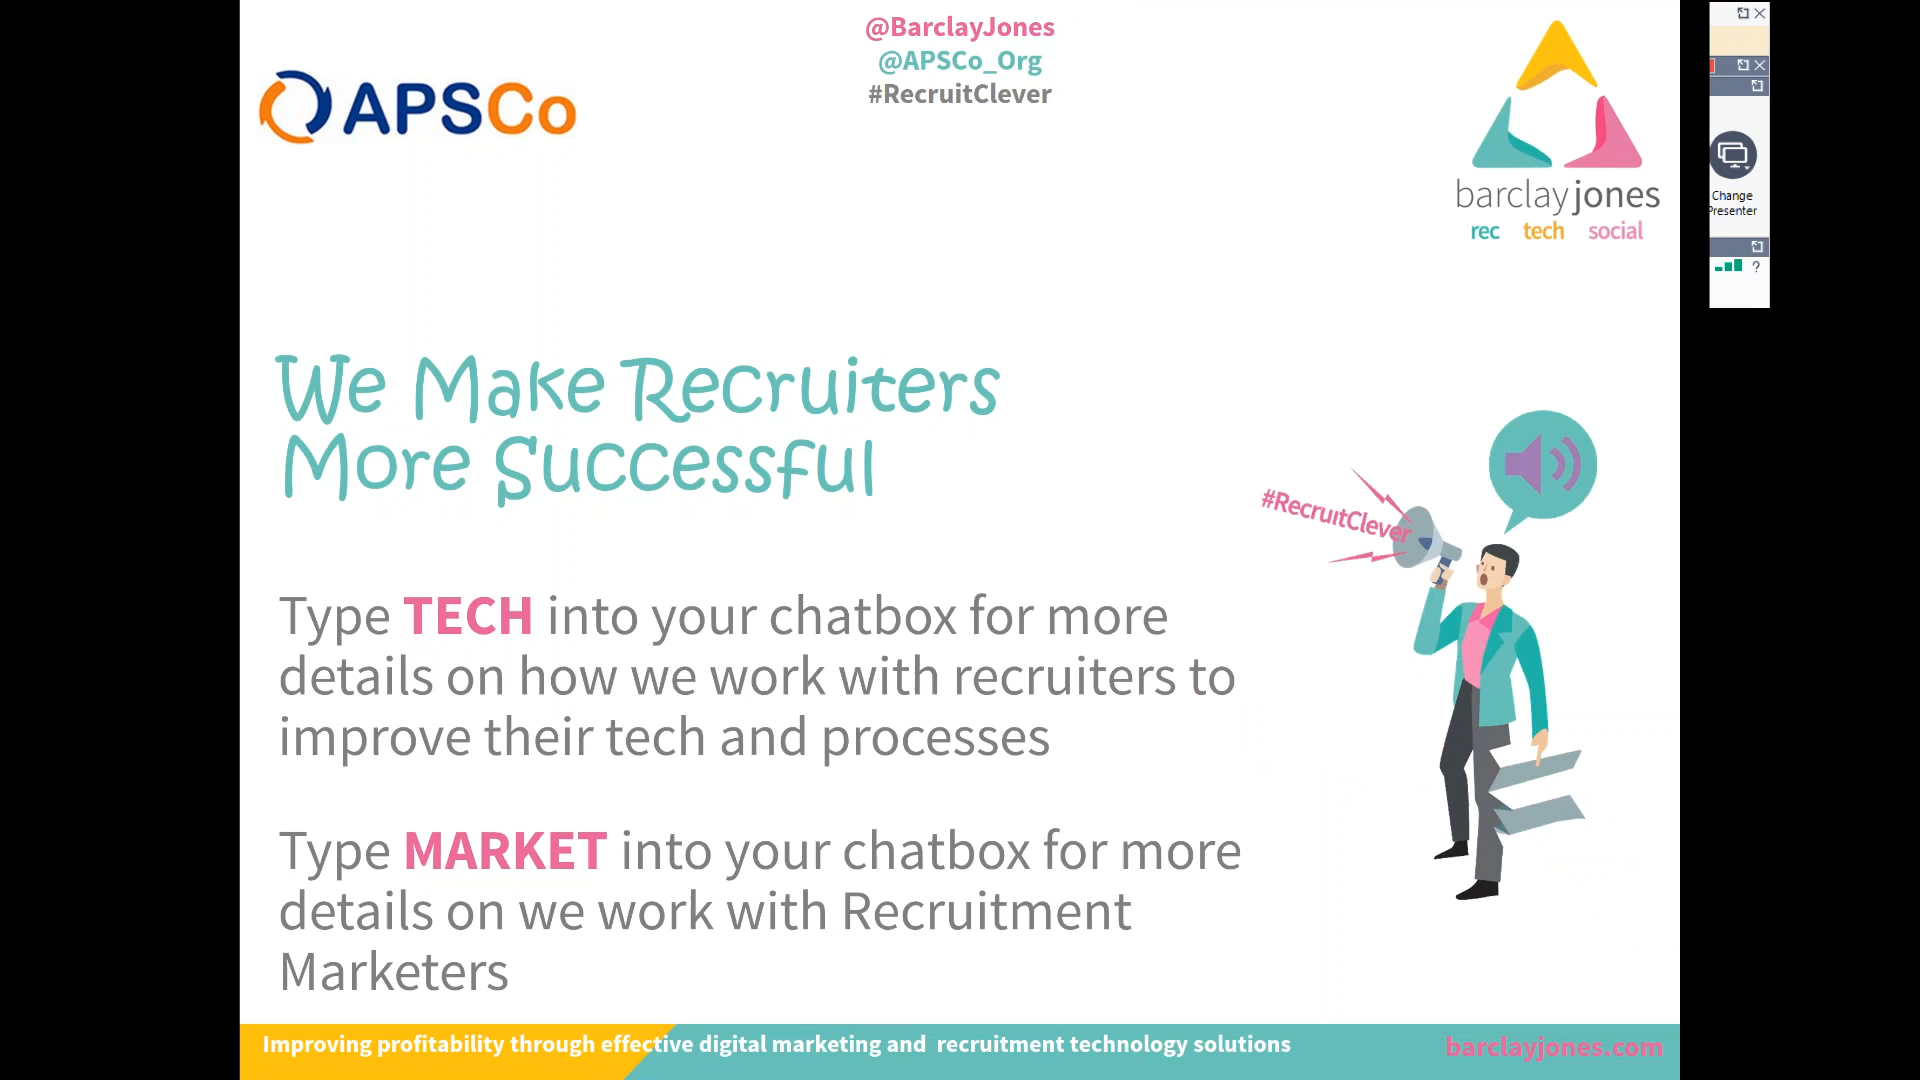 @BarclayJones
@APSCo_Org
#RecruitClever
APSCo
barclayjones
rec tech social
Change
Presenter
?
We Make Recruiters
More Successful
#RecruitClever
Type TECH into your chatbox for more
details on how we work with recruiters to
improve their tech and processes
Type MARKET into your chatbox for more
details on we work with Recruitment
Marketers
Improving profitability through effective digital marketing and recruitment technology solutions
barclayjones.com